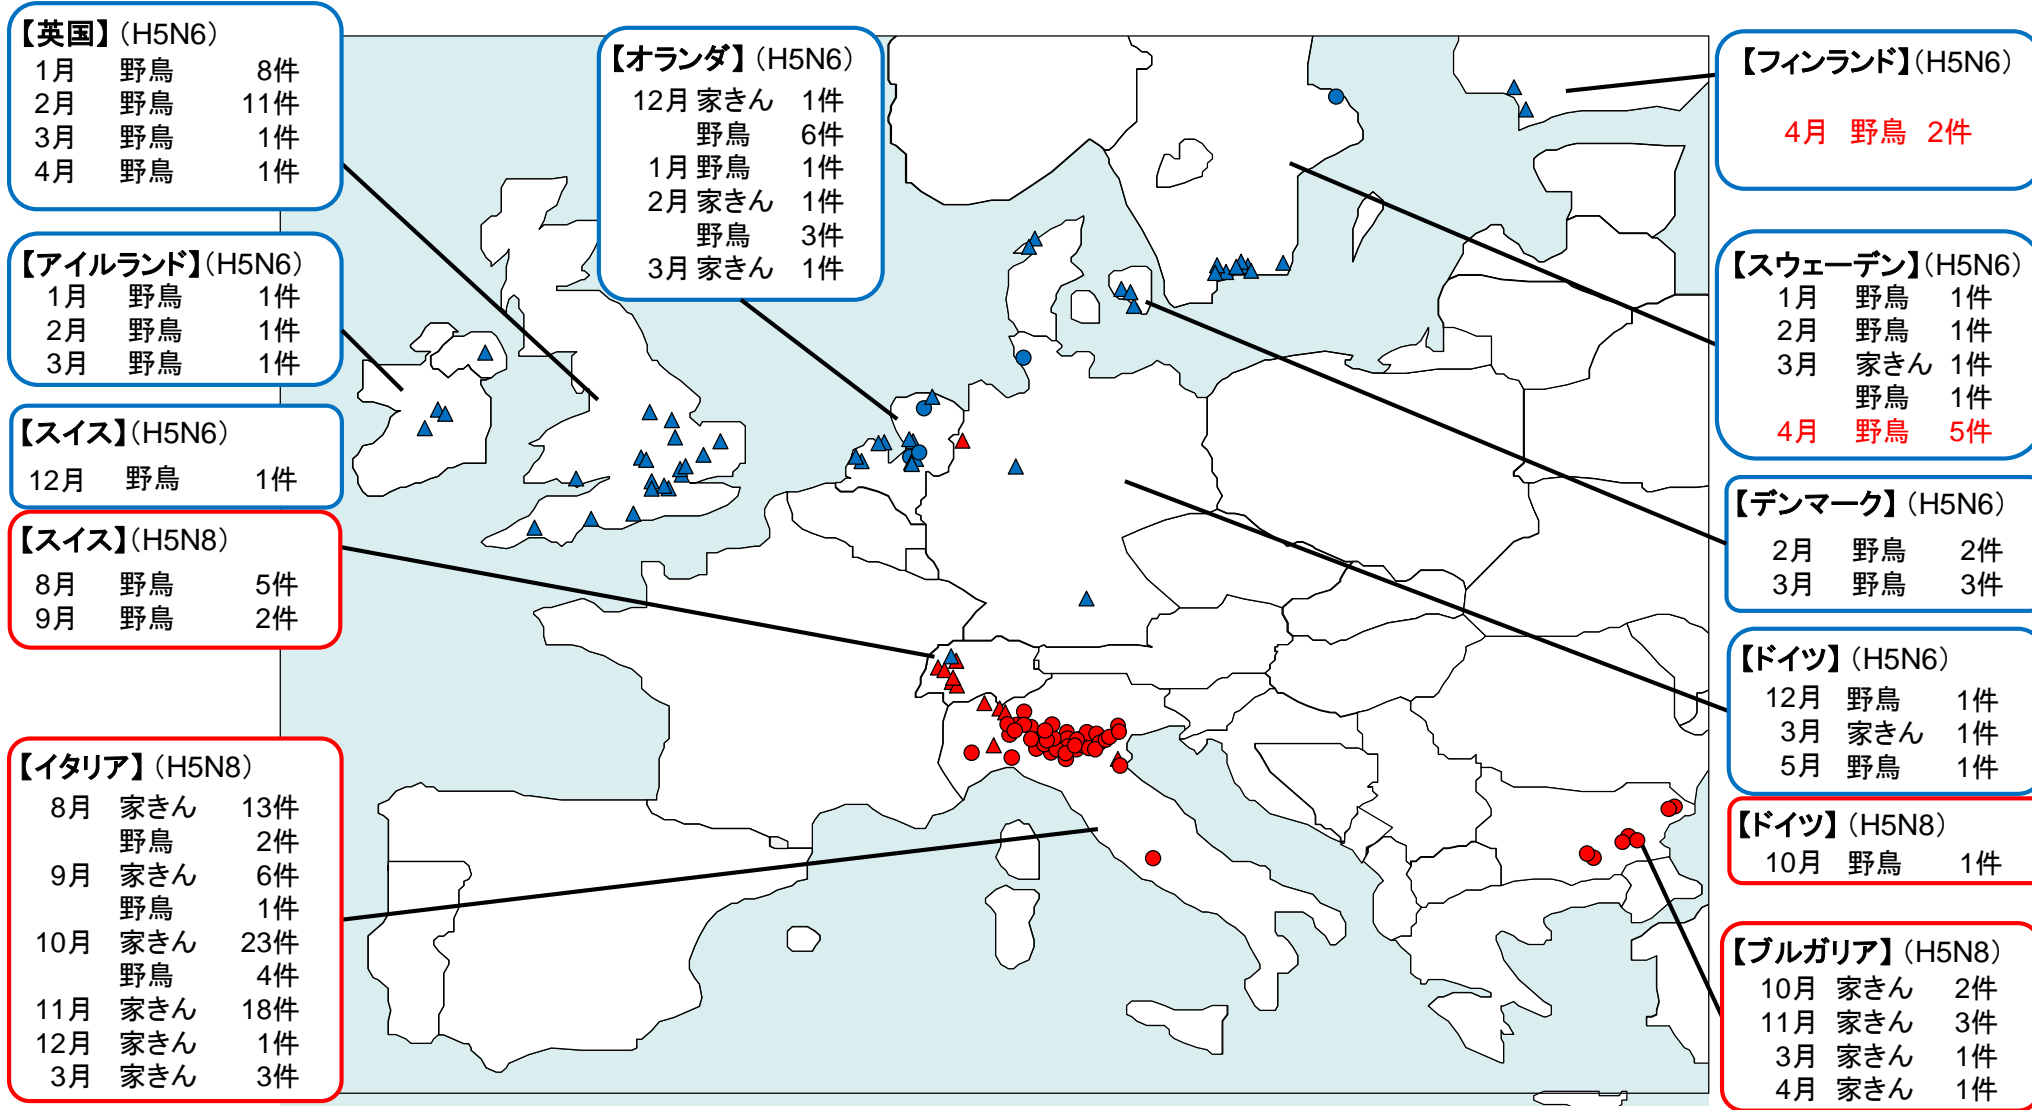 【英国】(H5N6)
1月 野鳥 8件
2月 野鳥 11件
3月 野鳥 1件
4月 野鳥 1件
【アイルランド】(H5N6)
1月 野鳥 1件
2月 野鳥 1件
3月 野鳥 1件
【スイス】(H5N6)
12月 野鳥 1件
【スイス】(H5N8)
8月 野鳥 5件
9月 野鳥 2件
【イタリア】(H5N8)
8月 家きん 13件
野鳥 2件
9月 家きん 6件
野鳥 1件
10月 家きん 23件
野鳥 4件
11月 家きん 18件
12月 家きん 1件
3月 家きん 3件
【オランダ】(H5N6)
12月 家きん 1件
野鳥 6件
1月 野鳥 1件
2月 家きん 1件
野鳥 3件
3月 家きん 1件
【フィンランド】(H5N6)
4月 野鳥 2件
【スウェーデン】(H5N6)
1月 野鳥 1件
2月 野鳥 1件
3月 家きん 1件
野鳥 1件
4月 野鳥 5件
【デンマーク】(H5N6)
2月 野鳥 2件
3月 野鳥 3件
【ドイツ】(H5N6)
12月 野鳥 1件
3月 家きん 1件
5月 野鳥 1件
【ドイツ】(H5N8)
10月 野鳥 1件
【ブルガリア】(H5N8)
10月 家きん 2件
11月 家きん 3件
3月 家きん 1件
4月 家きん 1件